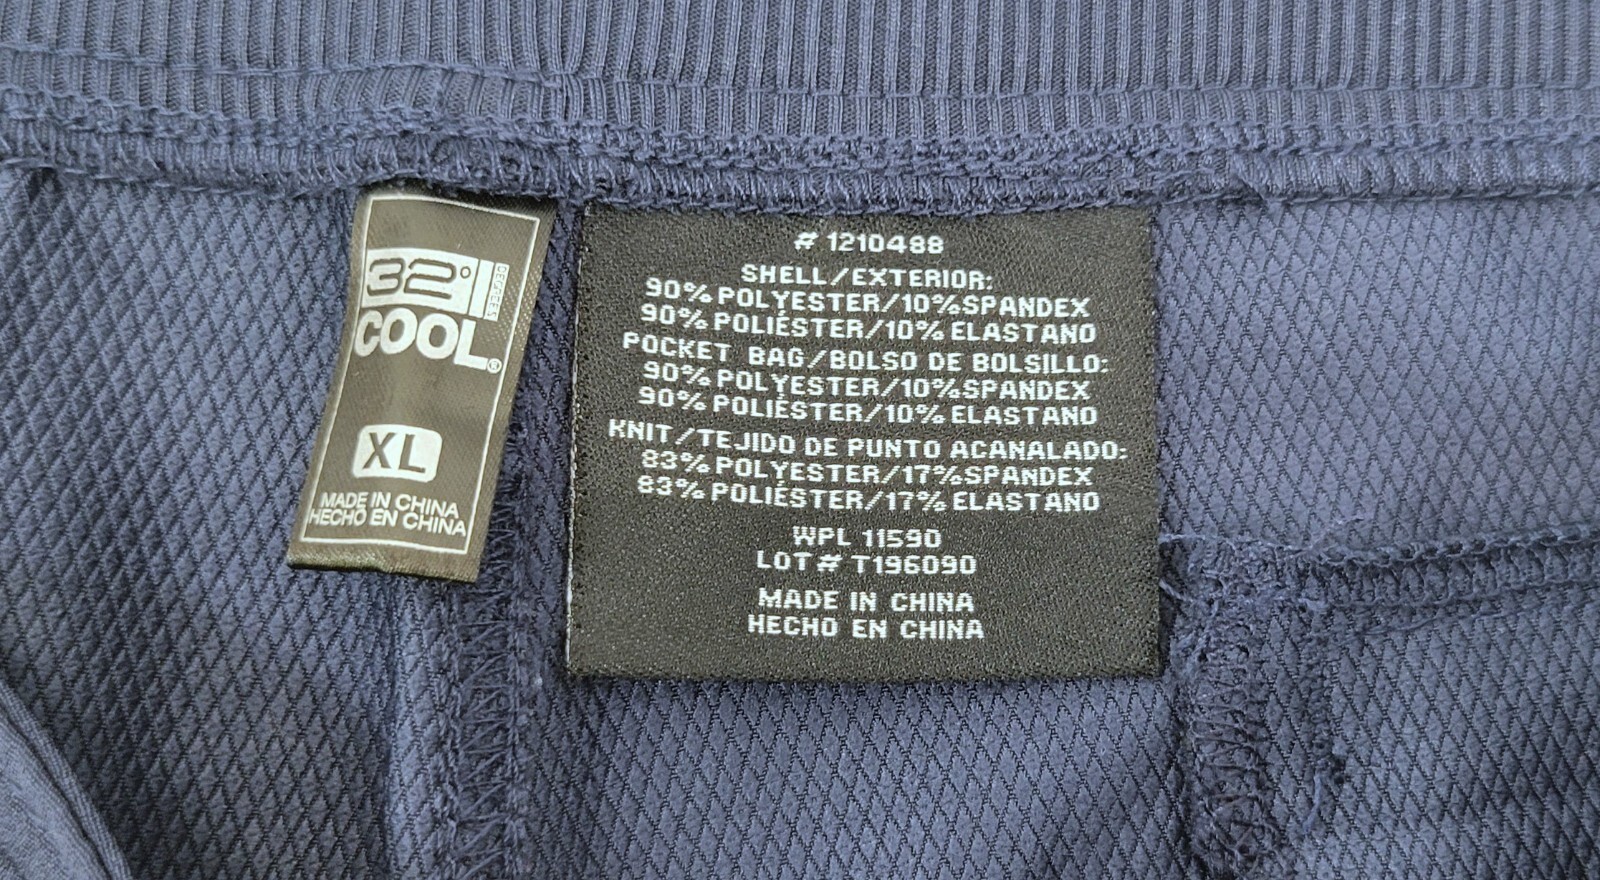 32°
DEGREES
COOL®
XL
MADE IN CHINA
HECHO EN CHINA
# 1210488
SHELL/EXTERIOR:
90% POLYESTER/10%SPANDEX
90% POLIÉSTER/10% ELASTANO
POCKET BAG/BOLSO DE BOLSILLO:
90% POLYESTER/10%SPANDEX
90% POLIÉSTER/10% ELASTANO
KNIT/TEJIDO DE PUNTO ACANALADO:
83% POLYESTER/17%SPANDEX
83% POLIÉSTER/17% ELASTANO
WPL 11590
LOT # T196090
MADE IN CHINA
HECHO EN CHINA